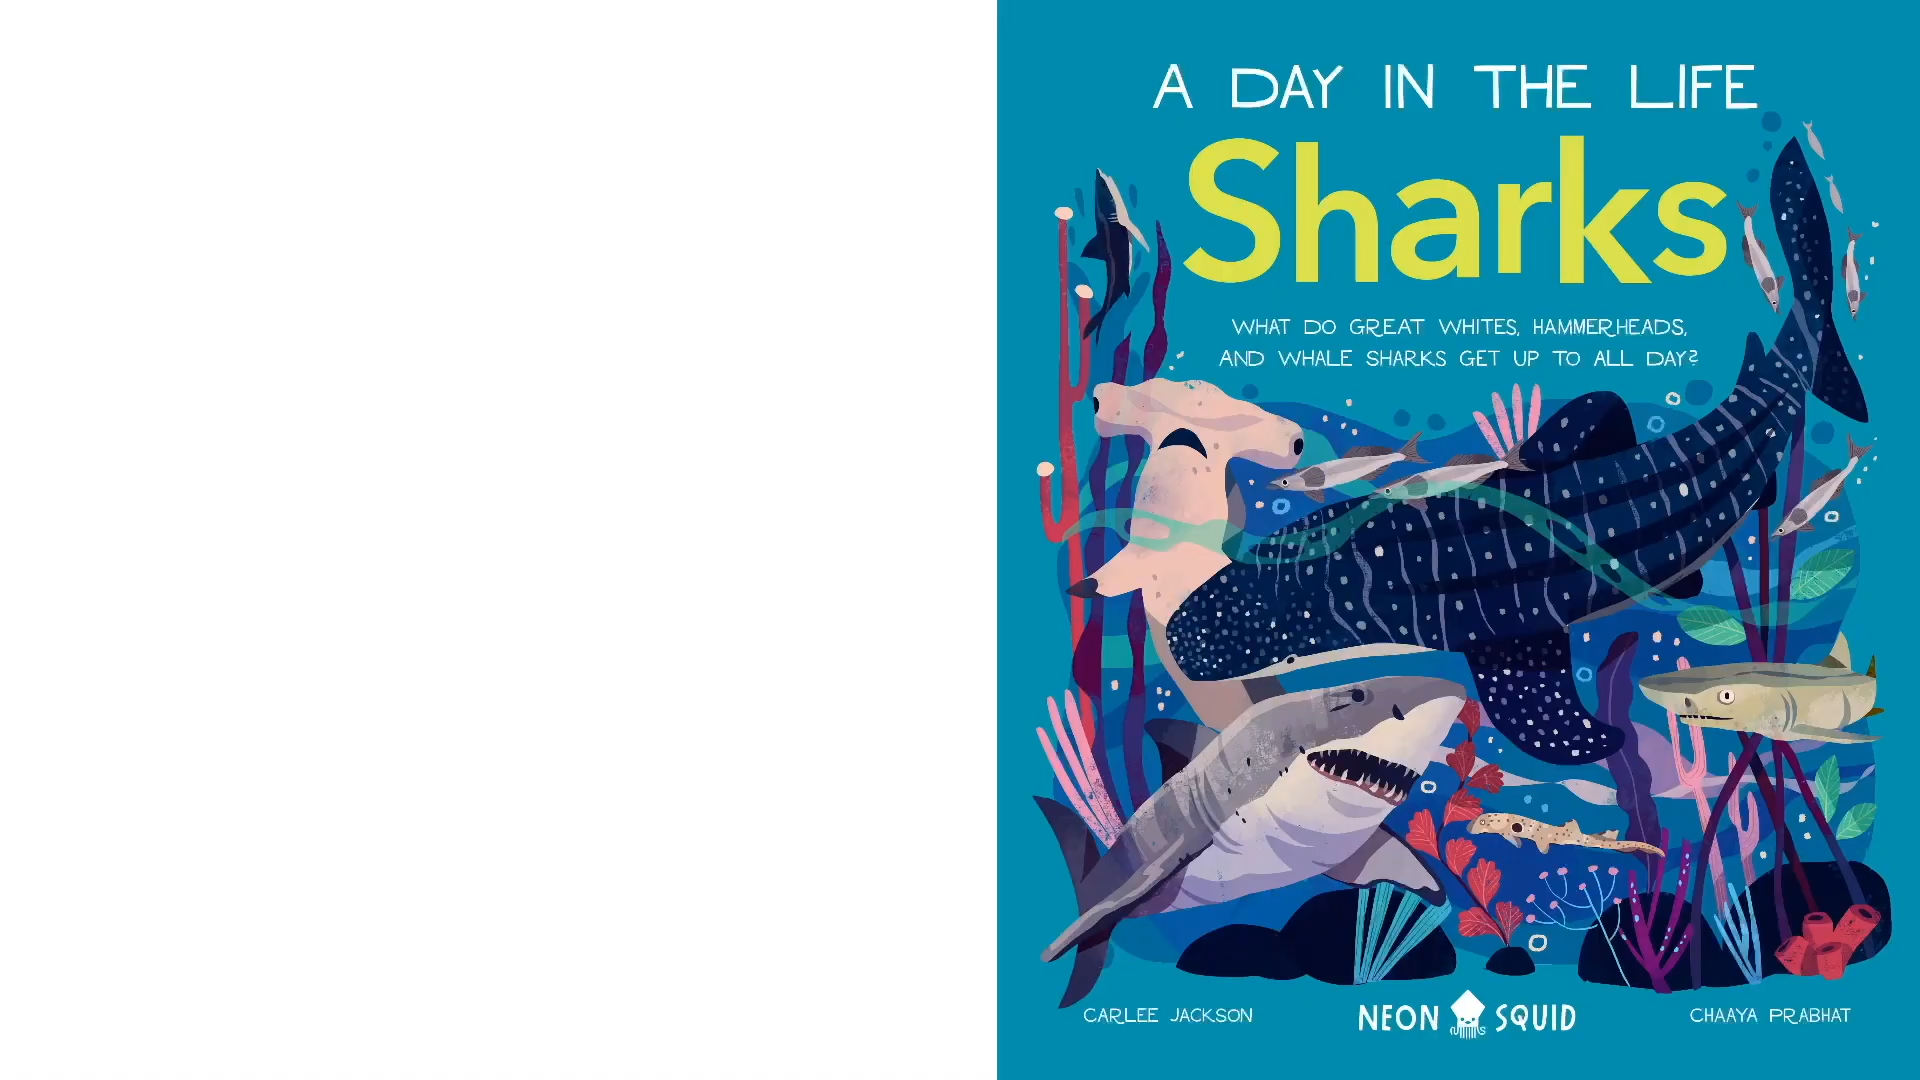 A DAY IN THE LIFE
Sharks
WHAT DO GREAT WHITES, HAMMERHEADS,
AND WHALE SHARKS GET UP TO ALL DAY?
CARLEE JACKSON
NEON SQUID
CHAAYA PRABHAT